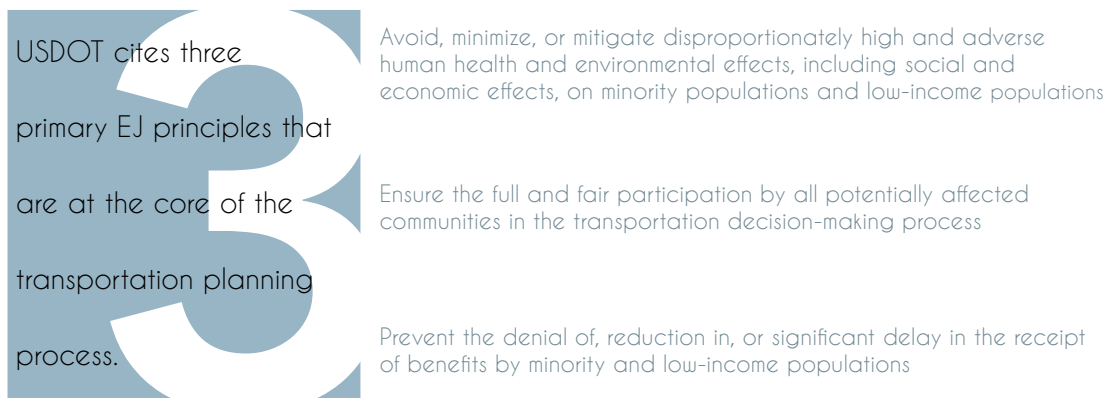 USDOT cites three
primary EJ principles that
are at the core of the
transportation planning
process.
3
Avoid, minimize, or mitigate disproportionately high and adverse
human health and environmental effects, including social and
economic effects, on minority populations and low-income populations
Ensure the full and fair participation by all potentially affected
communities in the transportation decision-making process
Prevent the denial of, reduction in, or significant delay in the receipt
of benefits by minority and low-income populations